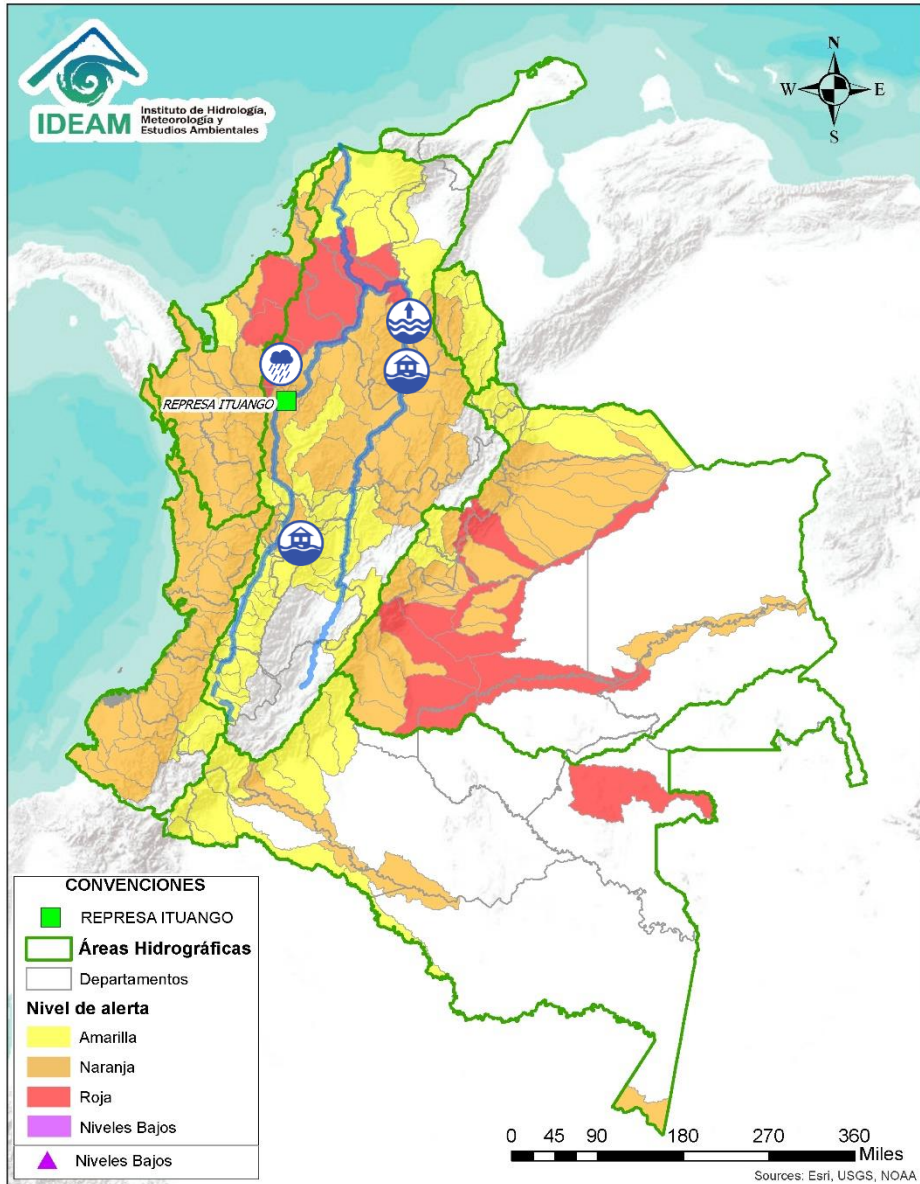 IDEAM
Instituto de Hidrología,
Meteorología y
Estudios Ambientales
N
W
E
S
REPRESA ITUANGO
CONVENCIONES
REPRESA ITUANGO
Áreas Hidrográficas
Departamentos
Nivel de alerta
Amarilla
Naranja
Roja
Niveles Bajos
Niveles Bajos
0 45 90 180 270 360
Miles
Sources: Esri, USGS, NOAA